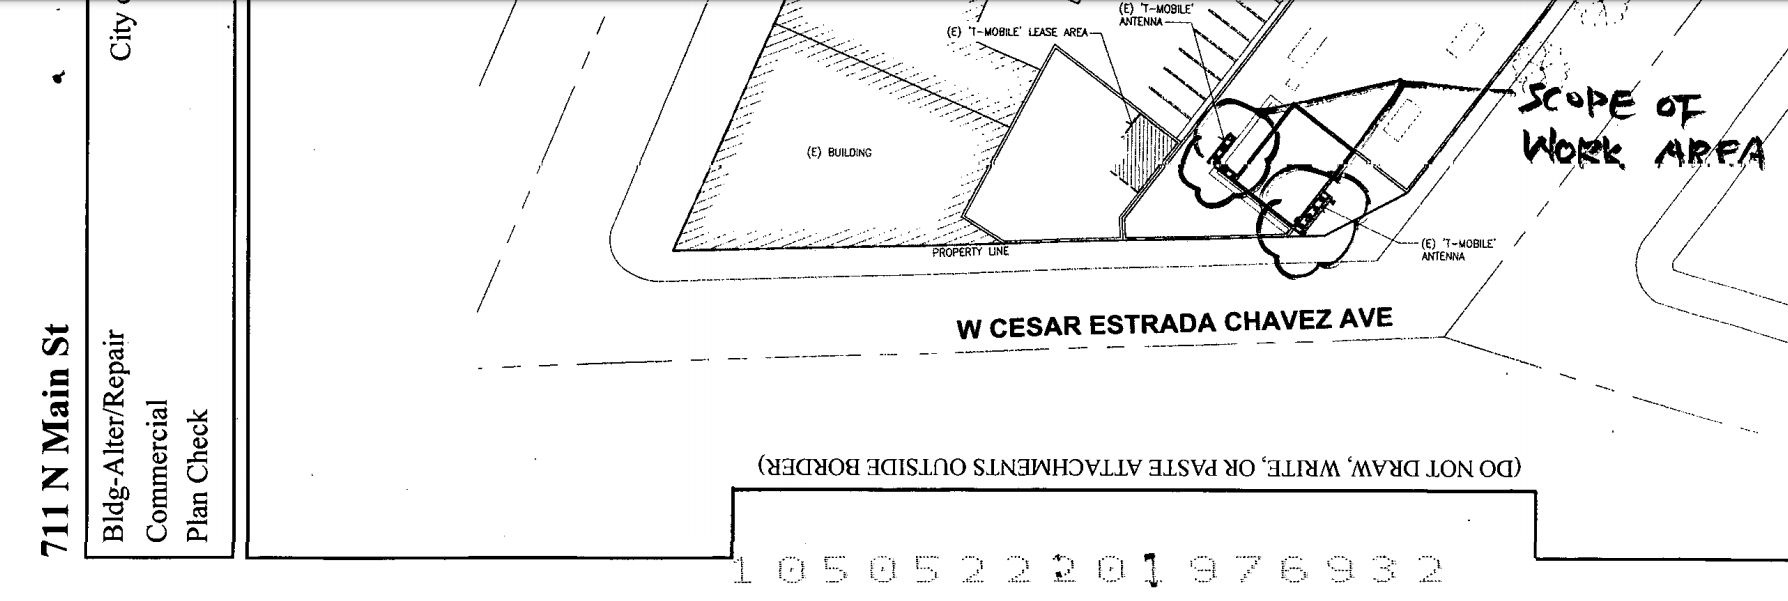 711 N Main St
Bldg-Alter/Repair
Commercial
Plan Check
City
(E) 'T-MOBILE'
ANTENNA
(E) 'T-MOBILE' LEASE AREA
(E) BUILDING
SCOPE OF
WORK AREA
(E) 'T-MOBILE'
ANTENNA
PROPERTY LINE
W CESAR ESTRADA CHAVEZ AVE
(DO NOT DRAW, WRITE, OR PASTE ATTACHMENTS OUTSIDE BORDER)
1050522201976932